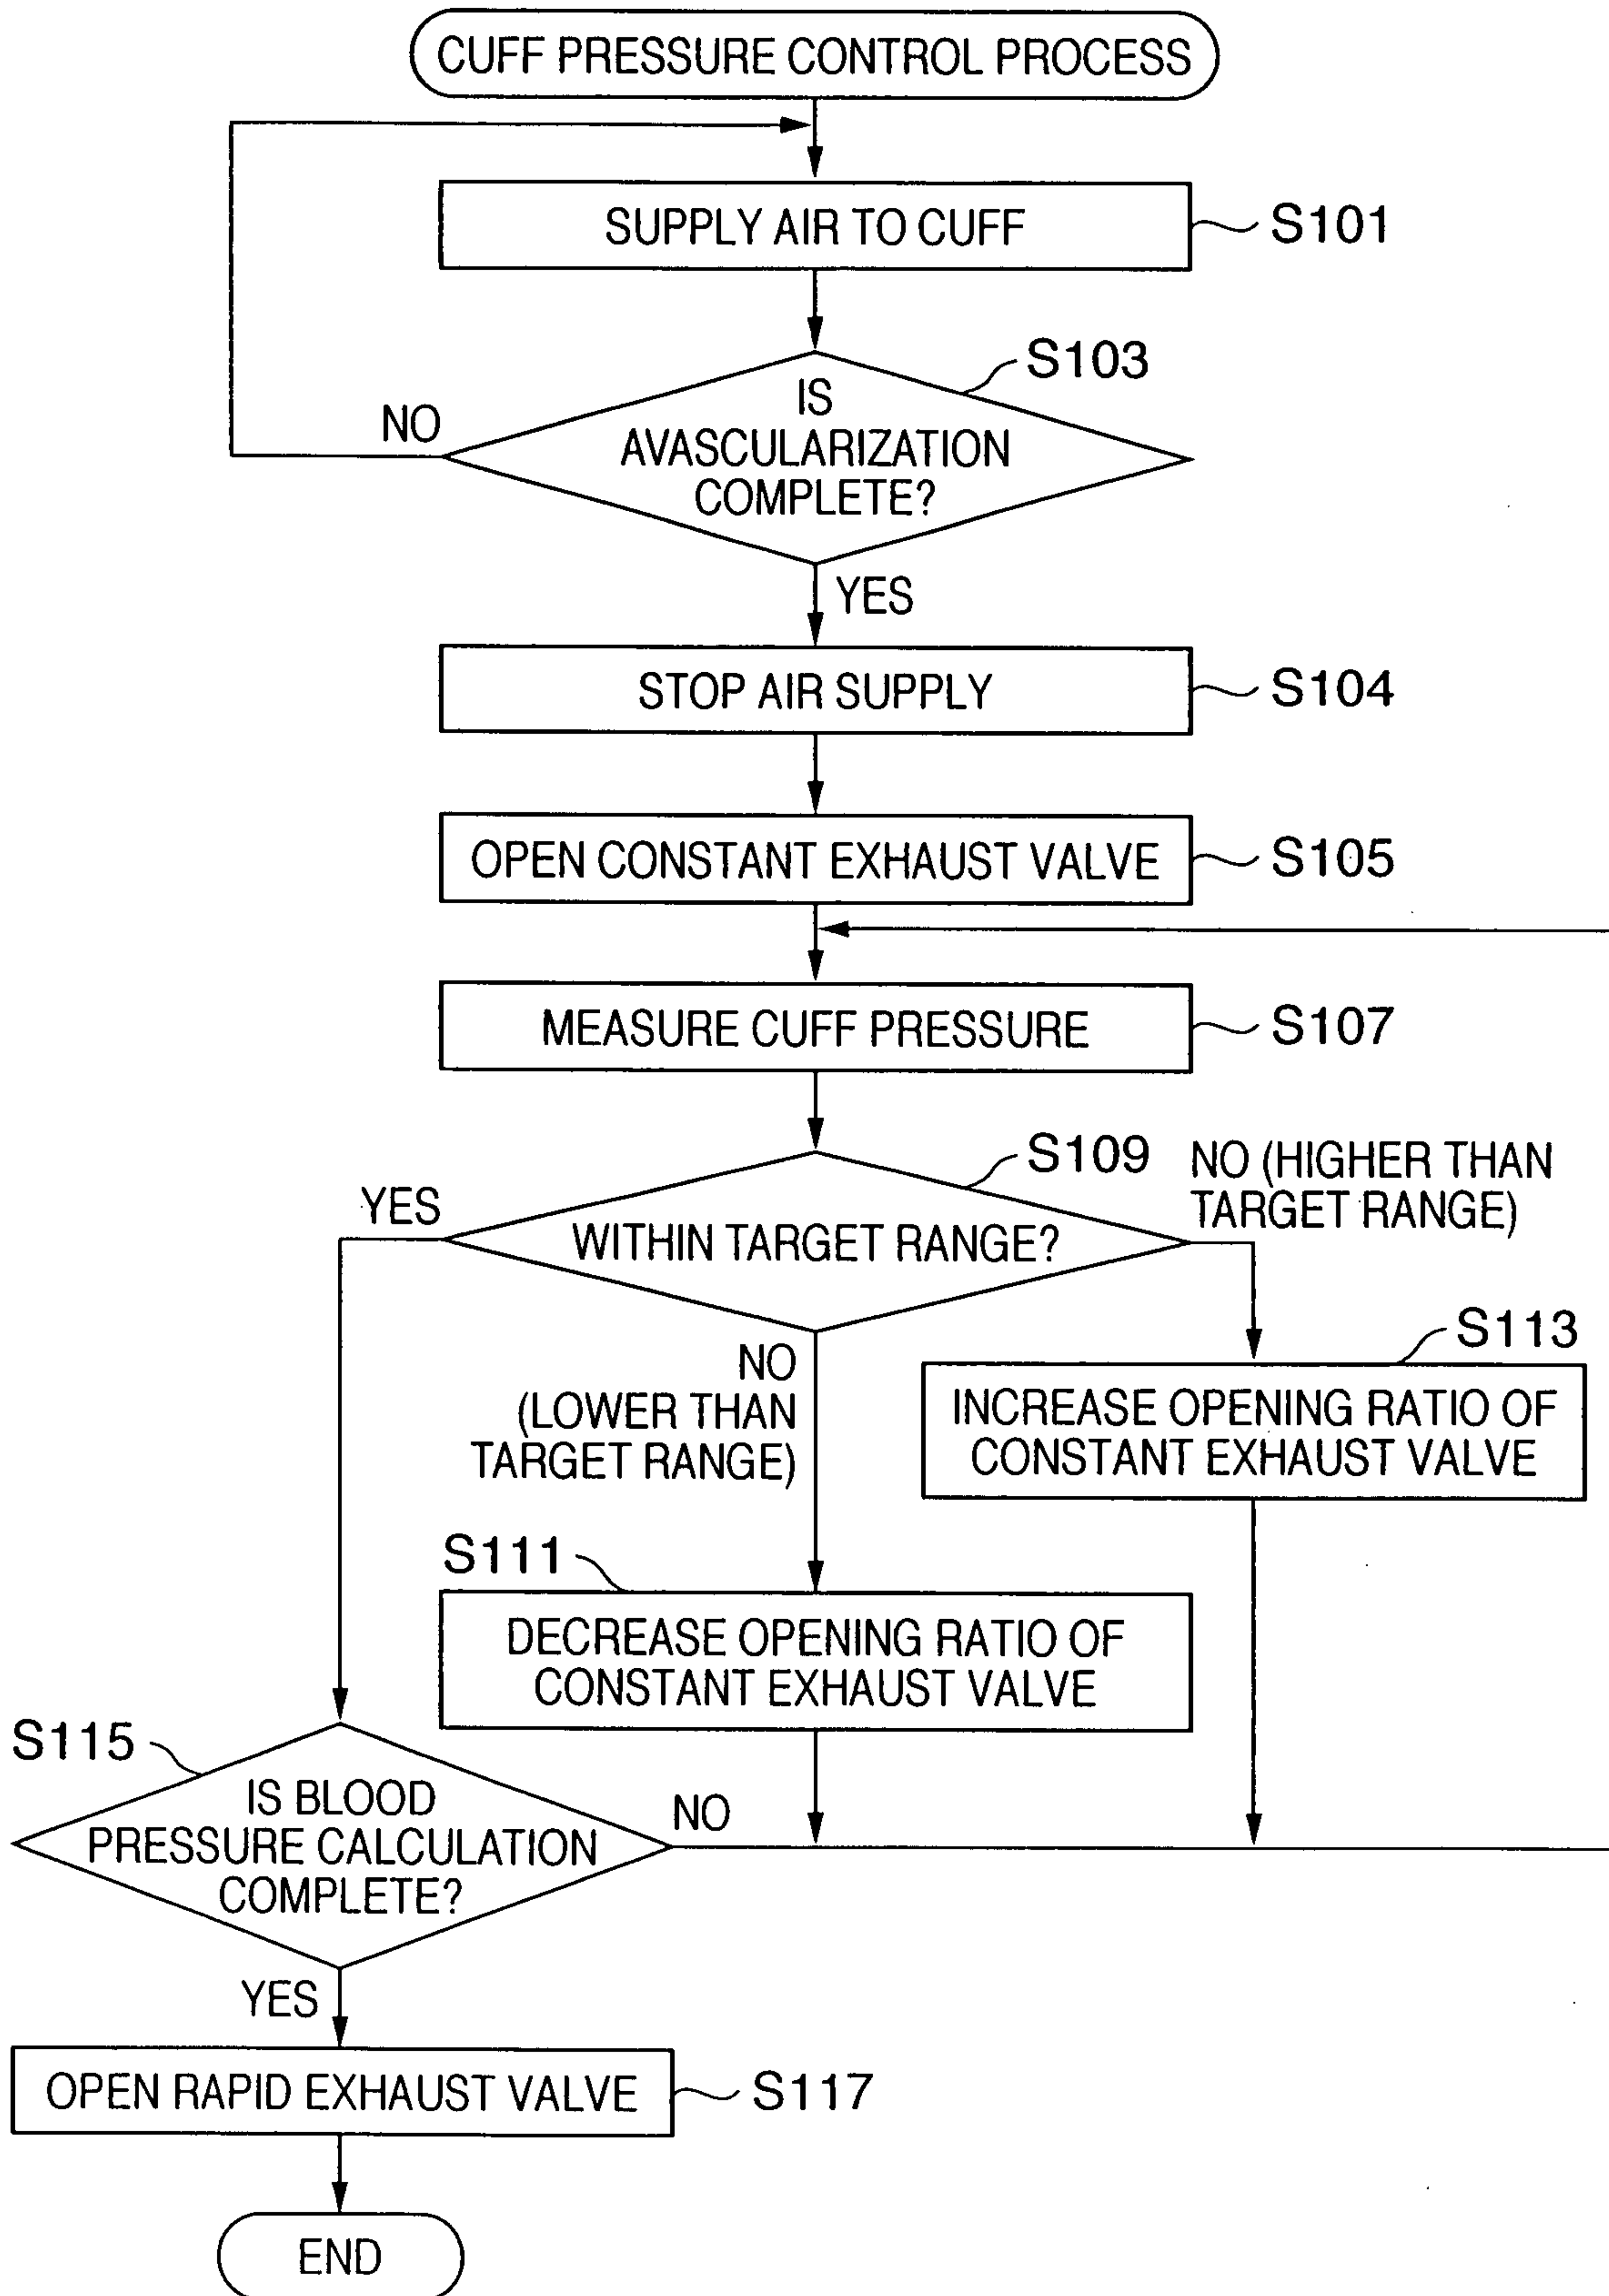 CUFF PRESSURE CONTROL PROCESS
SUPPLY AIR TO CUFF
S101
S103
NO
IS
AVASCULARIZATION
COMPLETE?
YES
STOP AIR SUPPLY
S104
OPEN CONSTANT EXHAUST VALVE
S105
MEASURE CUFF PRESSURE
S107
S109
NO (HIGHER THAN
TARGET RANGE)
YES
WITHIN TARGET RANGE?
S113
NO
(LOWER THAN
TARGET RANGE)
INCREASE OPENING RATIO OF
CONSTANT EXHAUST VALVE
S111
DECREASE OPENING RATIO OF
CONSTANT EXHAUST VALVE
S115
IS BLOOD
PRESSURE CALCULATION
COMPLETE?
NO
YES
OPEN RAPID EXHAUST VALVE
S117
END